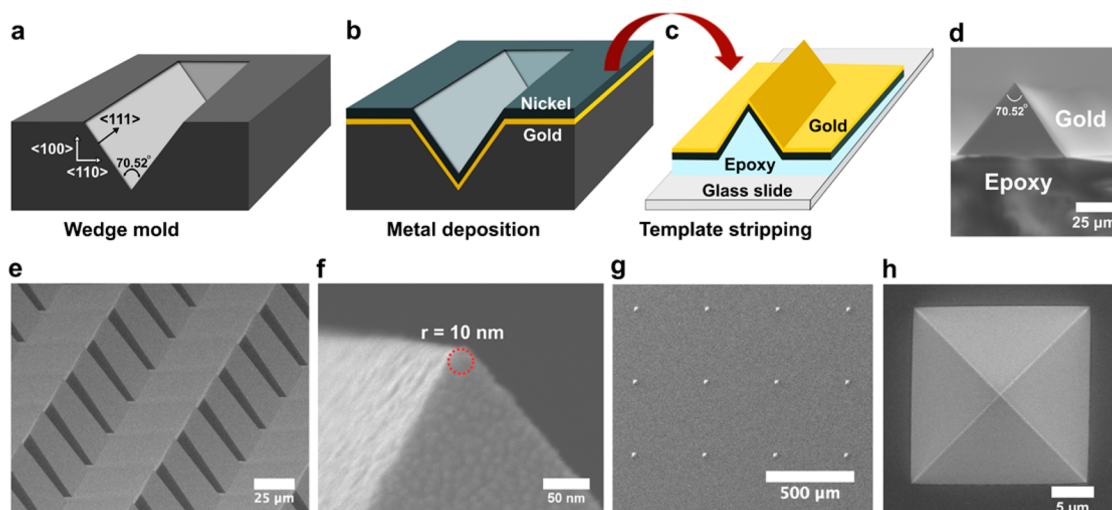 a
<111>
<100>
<110>
70.52°
Wedge mold
b
Nickel
Gold
Metal deposition
c
Gold
Epoxy
Glass slide
Template stripping
d
70.52°
Gold
Epoxy
25 µm
e
25 µm
f
r = 10 nm
50 nm
g
500 µm
h
5 µm